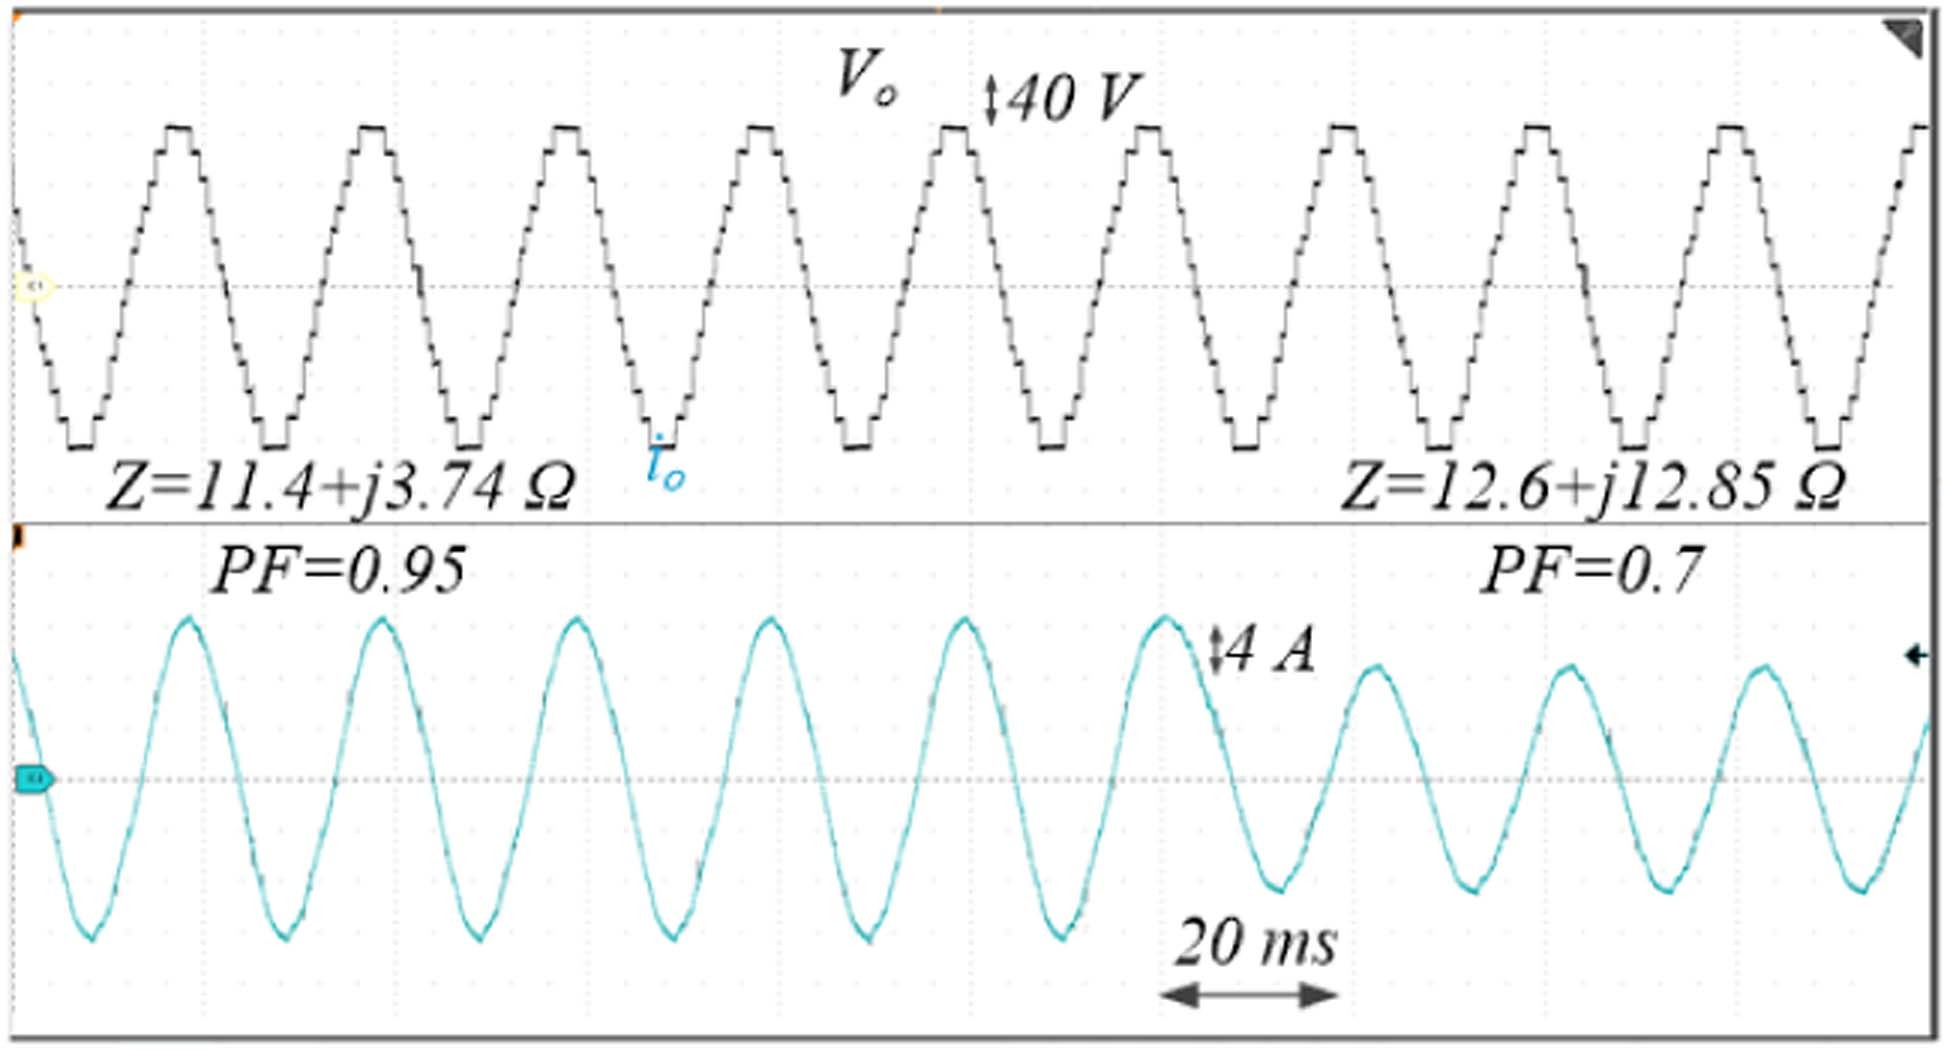 Vo
40 V
Z=11.4+j3.74 Ω
io
Z=12.6+j12.85 Ω
PF=0.95
PF=0.7
4 A
20 ms